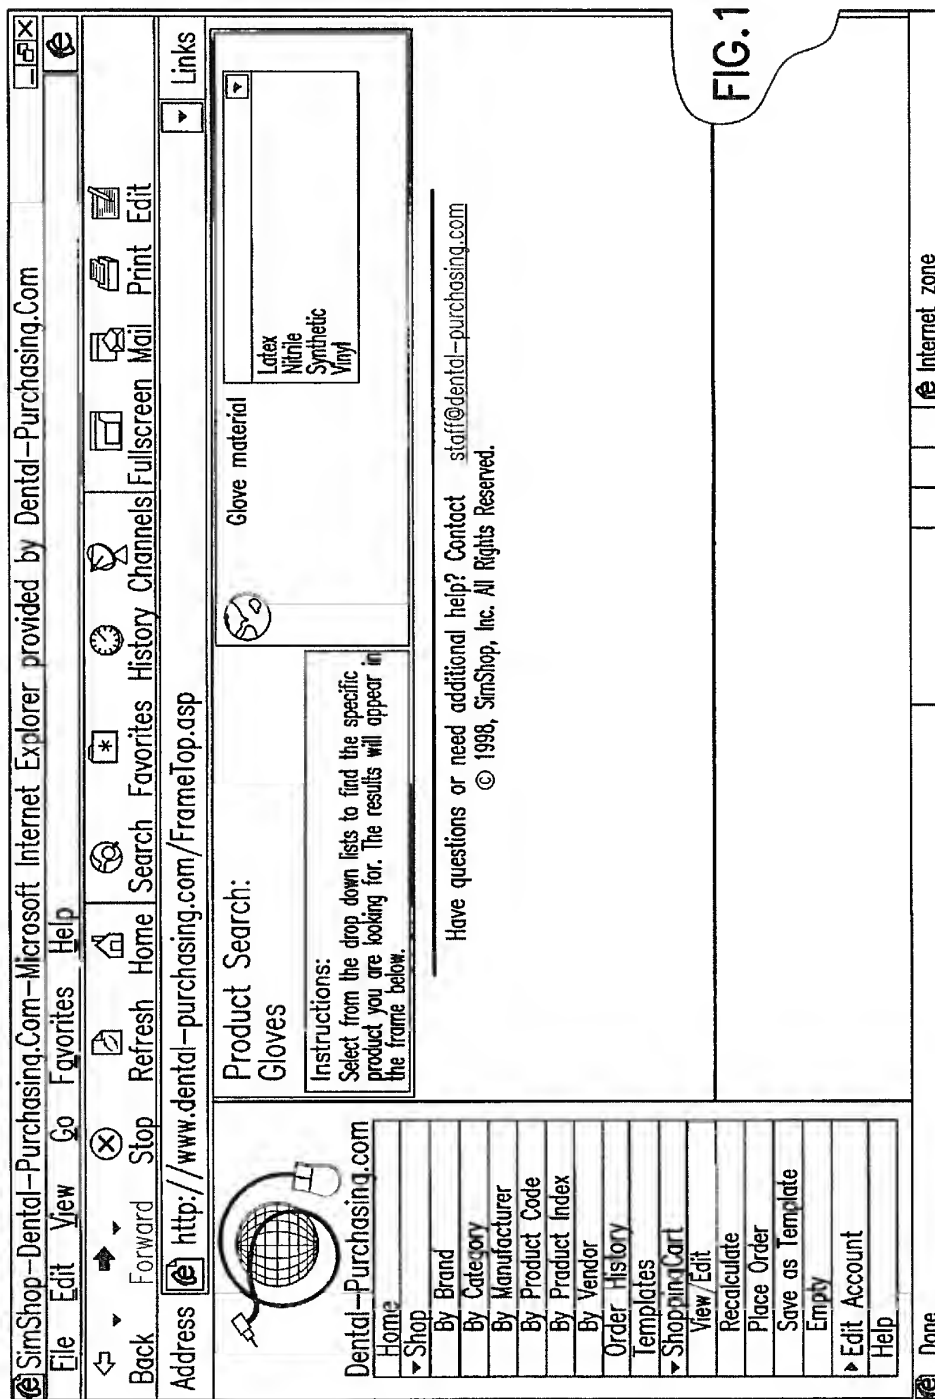 SimShop-Dental-Purchasing.Com-Microsoft Internet Explorer provided by Dental-Purchasing.Com
File Edit View Go Favorites Help
Back Forward Stop Refresh Home Search Favorites History Channels Fullscreen Mail Print Edit
Address http://www.dental-purchasing.com/FrameTop.asp Links
Dental-Purchasing.com
Home
Shop
By Brand
By Category
By Manufacturer
By Product Code
By Product Index
By Vendor
Order History
Templates
ShoppingCart
View/Edit
Recalculate
Place Order
Save as Template
Empty
Edit Account
Help
Product Search:
Gloves
Instructions:
Select from the drop down lists to find the specific
product you are looking for. The results will appear in
the frame below.
Glove material
Latex
Nitrile
Synthetic
Vinyl
Have questions or need additional help? Contact staff@dental-purchasing.com
© 1998, SimShop, Inc. All Rights Reserved.
FIG. 1
Done Internet zone